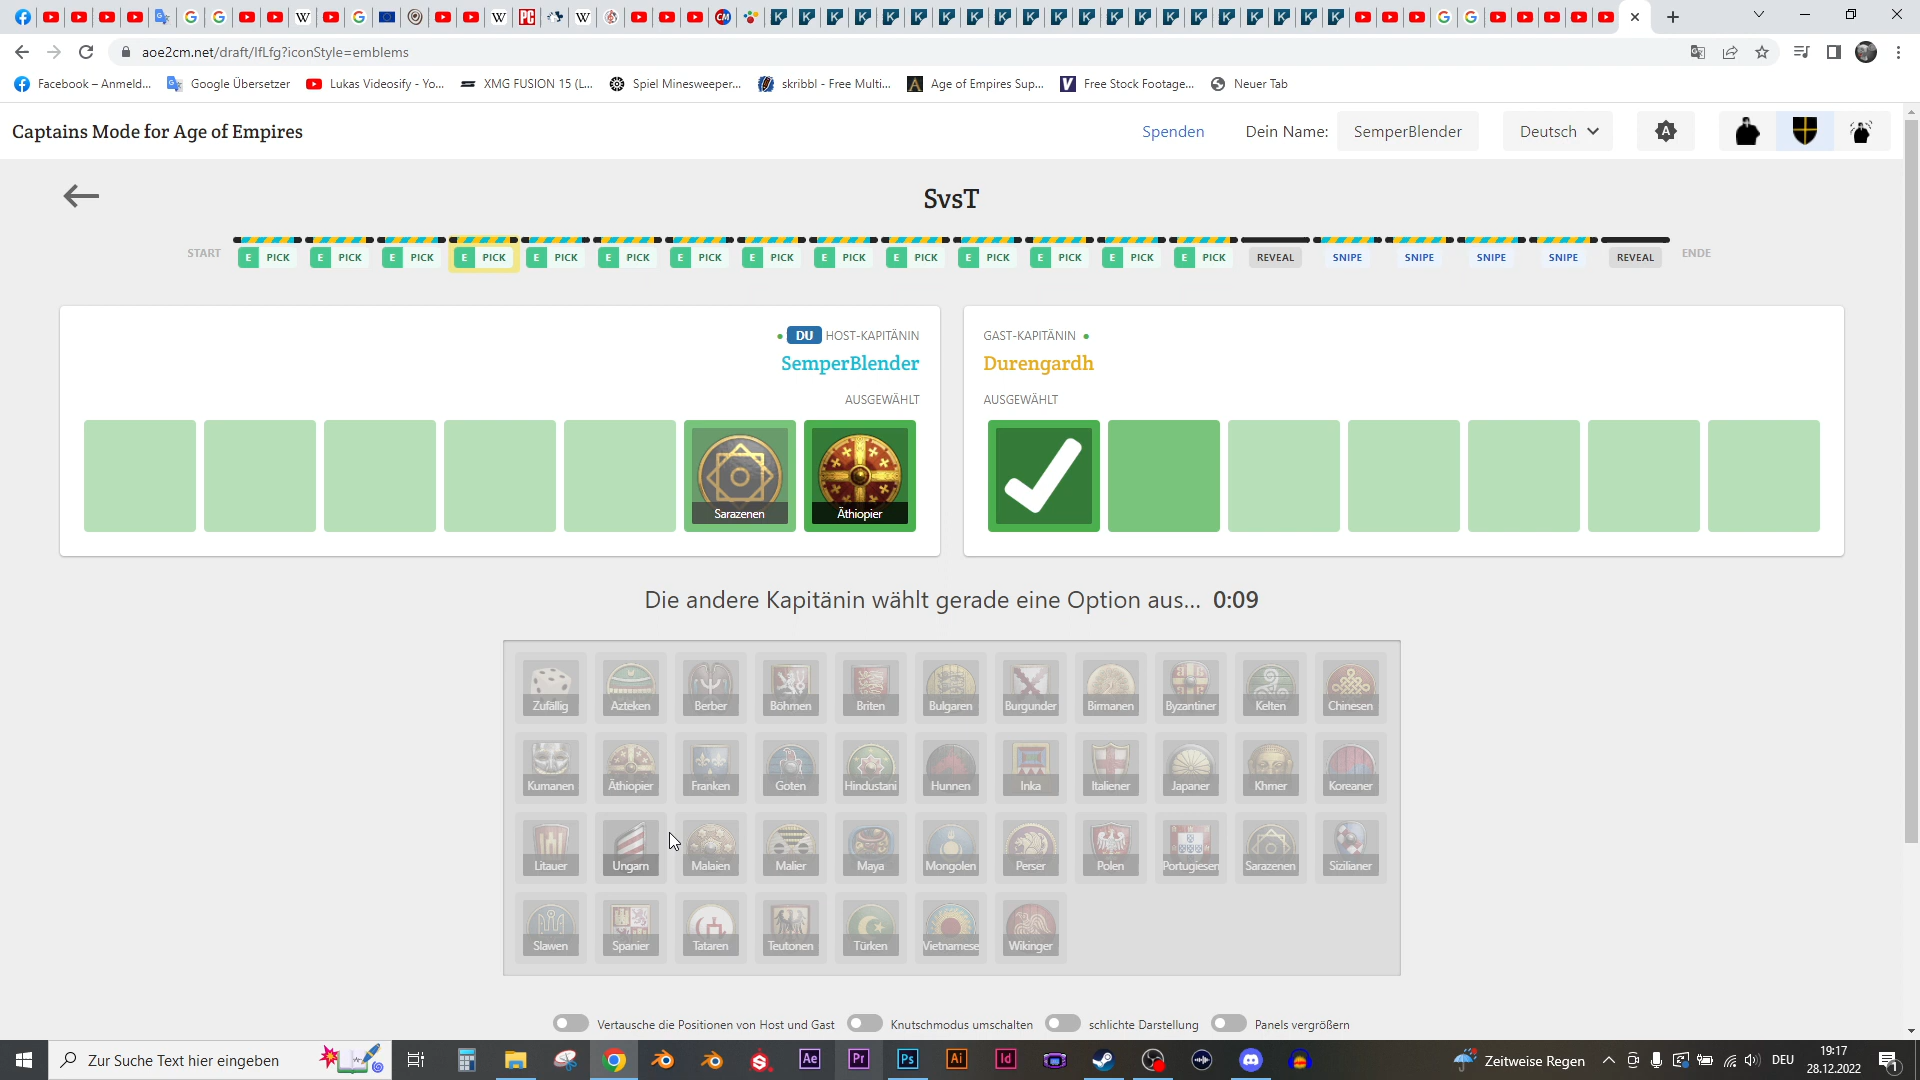 aoe2cm.net/draft/IfLfg?iconStyle=emblems
Facebook – Anmeld... Google Übersetzer Lukas Videosify - Yo... XMG FUSION 15 (L... Spiel Minesweeper... skribbl - Free Multi... Age of Empires Sup... Free Stock Footage... Neuer Tab
Captains Mode for Age of Empires Spenden Dein Name: SemperBlender Deutsch
SvsT
START E PICK E PICK E PICK E PICK E PICK E PICK E PICK E PICK E PICK E PICK E PICK E PICK E PICK E PICK REVEAL SNIPE SNIPE SNIPE SNIPE REVEAL ENDE
DU HOST-KAPITÄNIN
SemperBlender
AUSGEWÄHLT
Sarazenen Äthiopier
GAST-KAPITÄNIN
Durengardh
AUSGEWÄHLT
Die andere Kapitänin wählt gerade eine Option aus... 0:09
Zufällig Azteken Berber Böhmen Briten Bulgaren Burgunder Birmanen Byzantiner Kelten Chinesen
Kumanen Äthiopier Franken Goten Hindustani Hunnen Inka Italiener Japaner Khmer Koreaner
Litauer Ungarn Malaien Malier Maya Mongolen Perser Polen Portugiesen Sarazenen Sizilianer
Slawen Spanier Tataren Teutonen Türken Vietnamese Wikinger
Vertausche die Positionen von Host und Gast Knutschmodus umschalten schlichte Darstellung Panels vergrößern
Zur Suche Text hier eingeben Ae Pr Ps Ai Id Zeitweise Regen DEU 19:17
28.12.2022 1